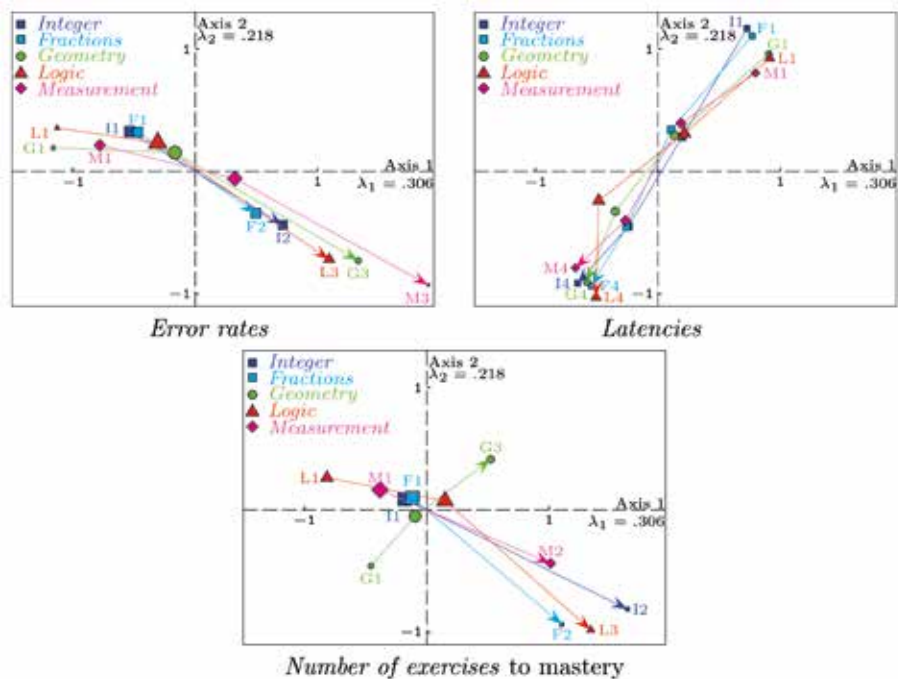 Integer
Fractions
Geometry
Logic
Measurement
Axis 2
λ2 = .218
1
I1
F1
L1
G1
M1
Axis 1
λ1 = .306
-1
1
F2
I2
L3
G3
M3
-1
Error rates
Integer
Fractions
Geometry
Logic
Measurement
Axis 2
λ2 = .218
1
I1
F1
G1
L1
M1
Axis 1
λ1 = .306
-1
1
M4
I4
F4
G4
L4
-1
Latencies
Integer
Fractions
Geometry
Logic
Measurement
Axis 2
λ2 = .218
1
G3
L1
M1
F1
Axis 1
λ1 = .306
-1
I1
1
M2
G1
I2
F2
L3
-1
Number of exercises to mastery